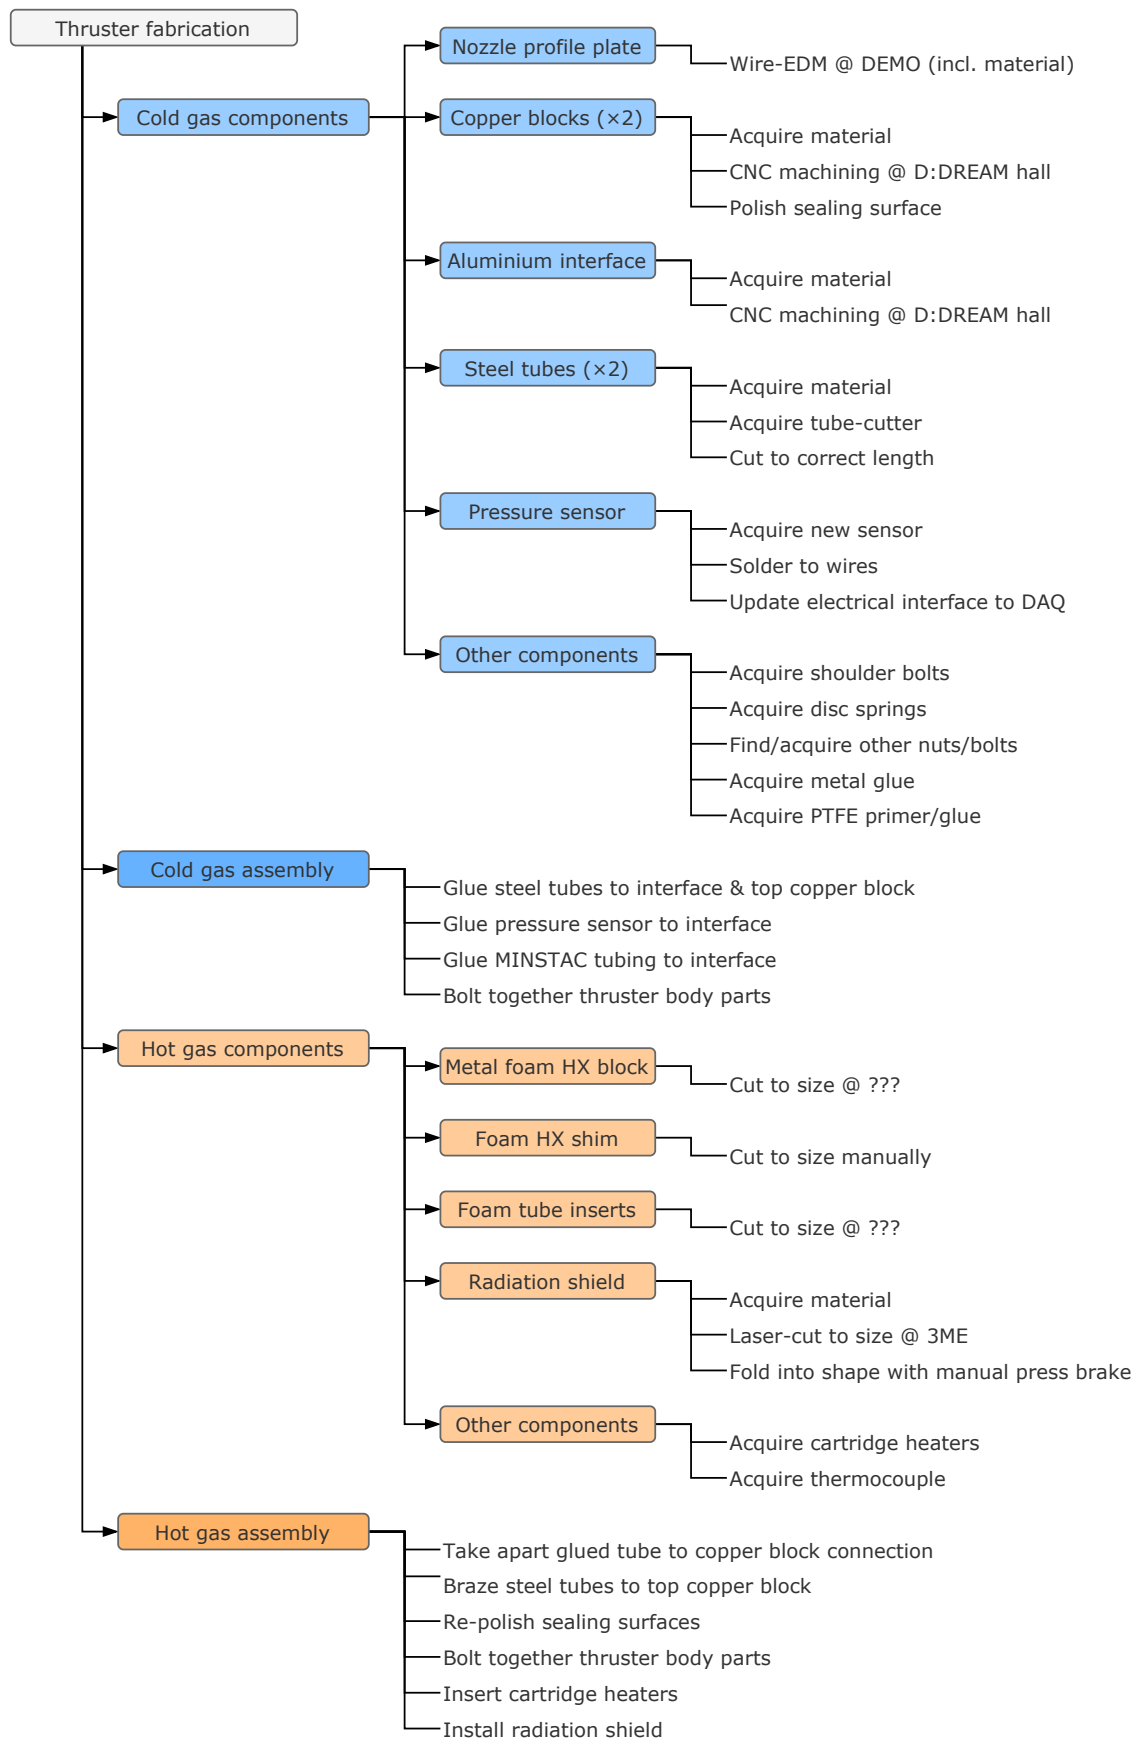 Thruster fabrication
Cold gas components
Nozzle profile plate
Wire-EDM @ DEMO (incl. material)
Copper blocks (×2)
Acquire material
CNC machining @ D:DREAM hall
Polish sealing surface
Aluminium interface
Acquire material
CNC machining @ D:DREAM hall
Steel tubes (×2)
Acquire material
Acquire tube-cutter
Cut to correct length
Pressure sensor
Acquire new sensor
Solder to wires
Update electrical interface to DAQ
Other components
Acquire shoulder bolts
Acquire disc springs
Find/acquire other nuts/bolts
Acquire metal glue
Acquire PTFE primer/glue
Cold gas assembly
Glue steel tubes to interface & top copper block
Glue pressure sensor to interface
Glue MINSTAC tubing to interface
Bolt together thruster body parts
Hot gas components
Metal foam HX block
Cut to size @ ???
Foam HX shim
Cut to size manually
Foam tube inserts
Cut to size @ ???
Radiation shield
Acquire material
Laser-cut to size @ 3ME
Fold into shape with manual press brake
Other components
Acquire cartridge heaters
Acquire thermocouple
Hot gas assembly
Take apart glued tube to copper block connection
Braze steel tubes to top copper block
Re-polish sealing surfaces
Bolt together thruster body parts
Insert cartridge heaters
Install radiation shield